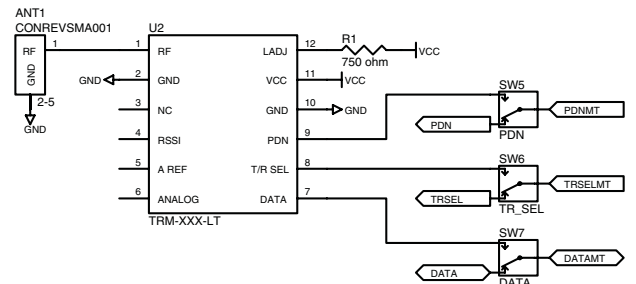 ANT1
CONREVSMA001
RF
GND
1
2-5
GND
U2
1 RF
2 GND
GND
3 NC
4 RSSI
5 A REF
6 ANALOG
LADJ 12
VCC 11
GND 10
PDN 9
T/R SEL 8
DATA 7
TRM-XXX-LT
R1
750 ohm
VCC
VCC
GND
SW5
PDN
PDNMT
PDN
SW6
TRSEL
TRSELMT
TR_SEL
SW7
DATA
DATAMT
DATA